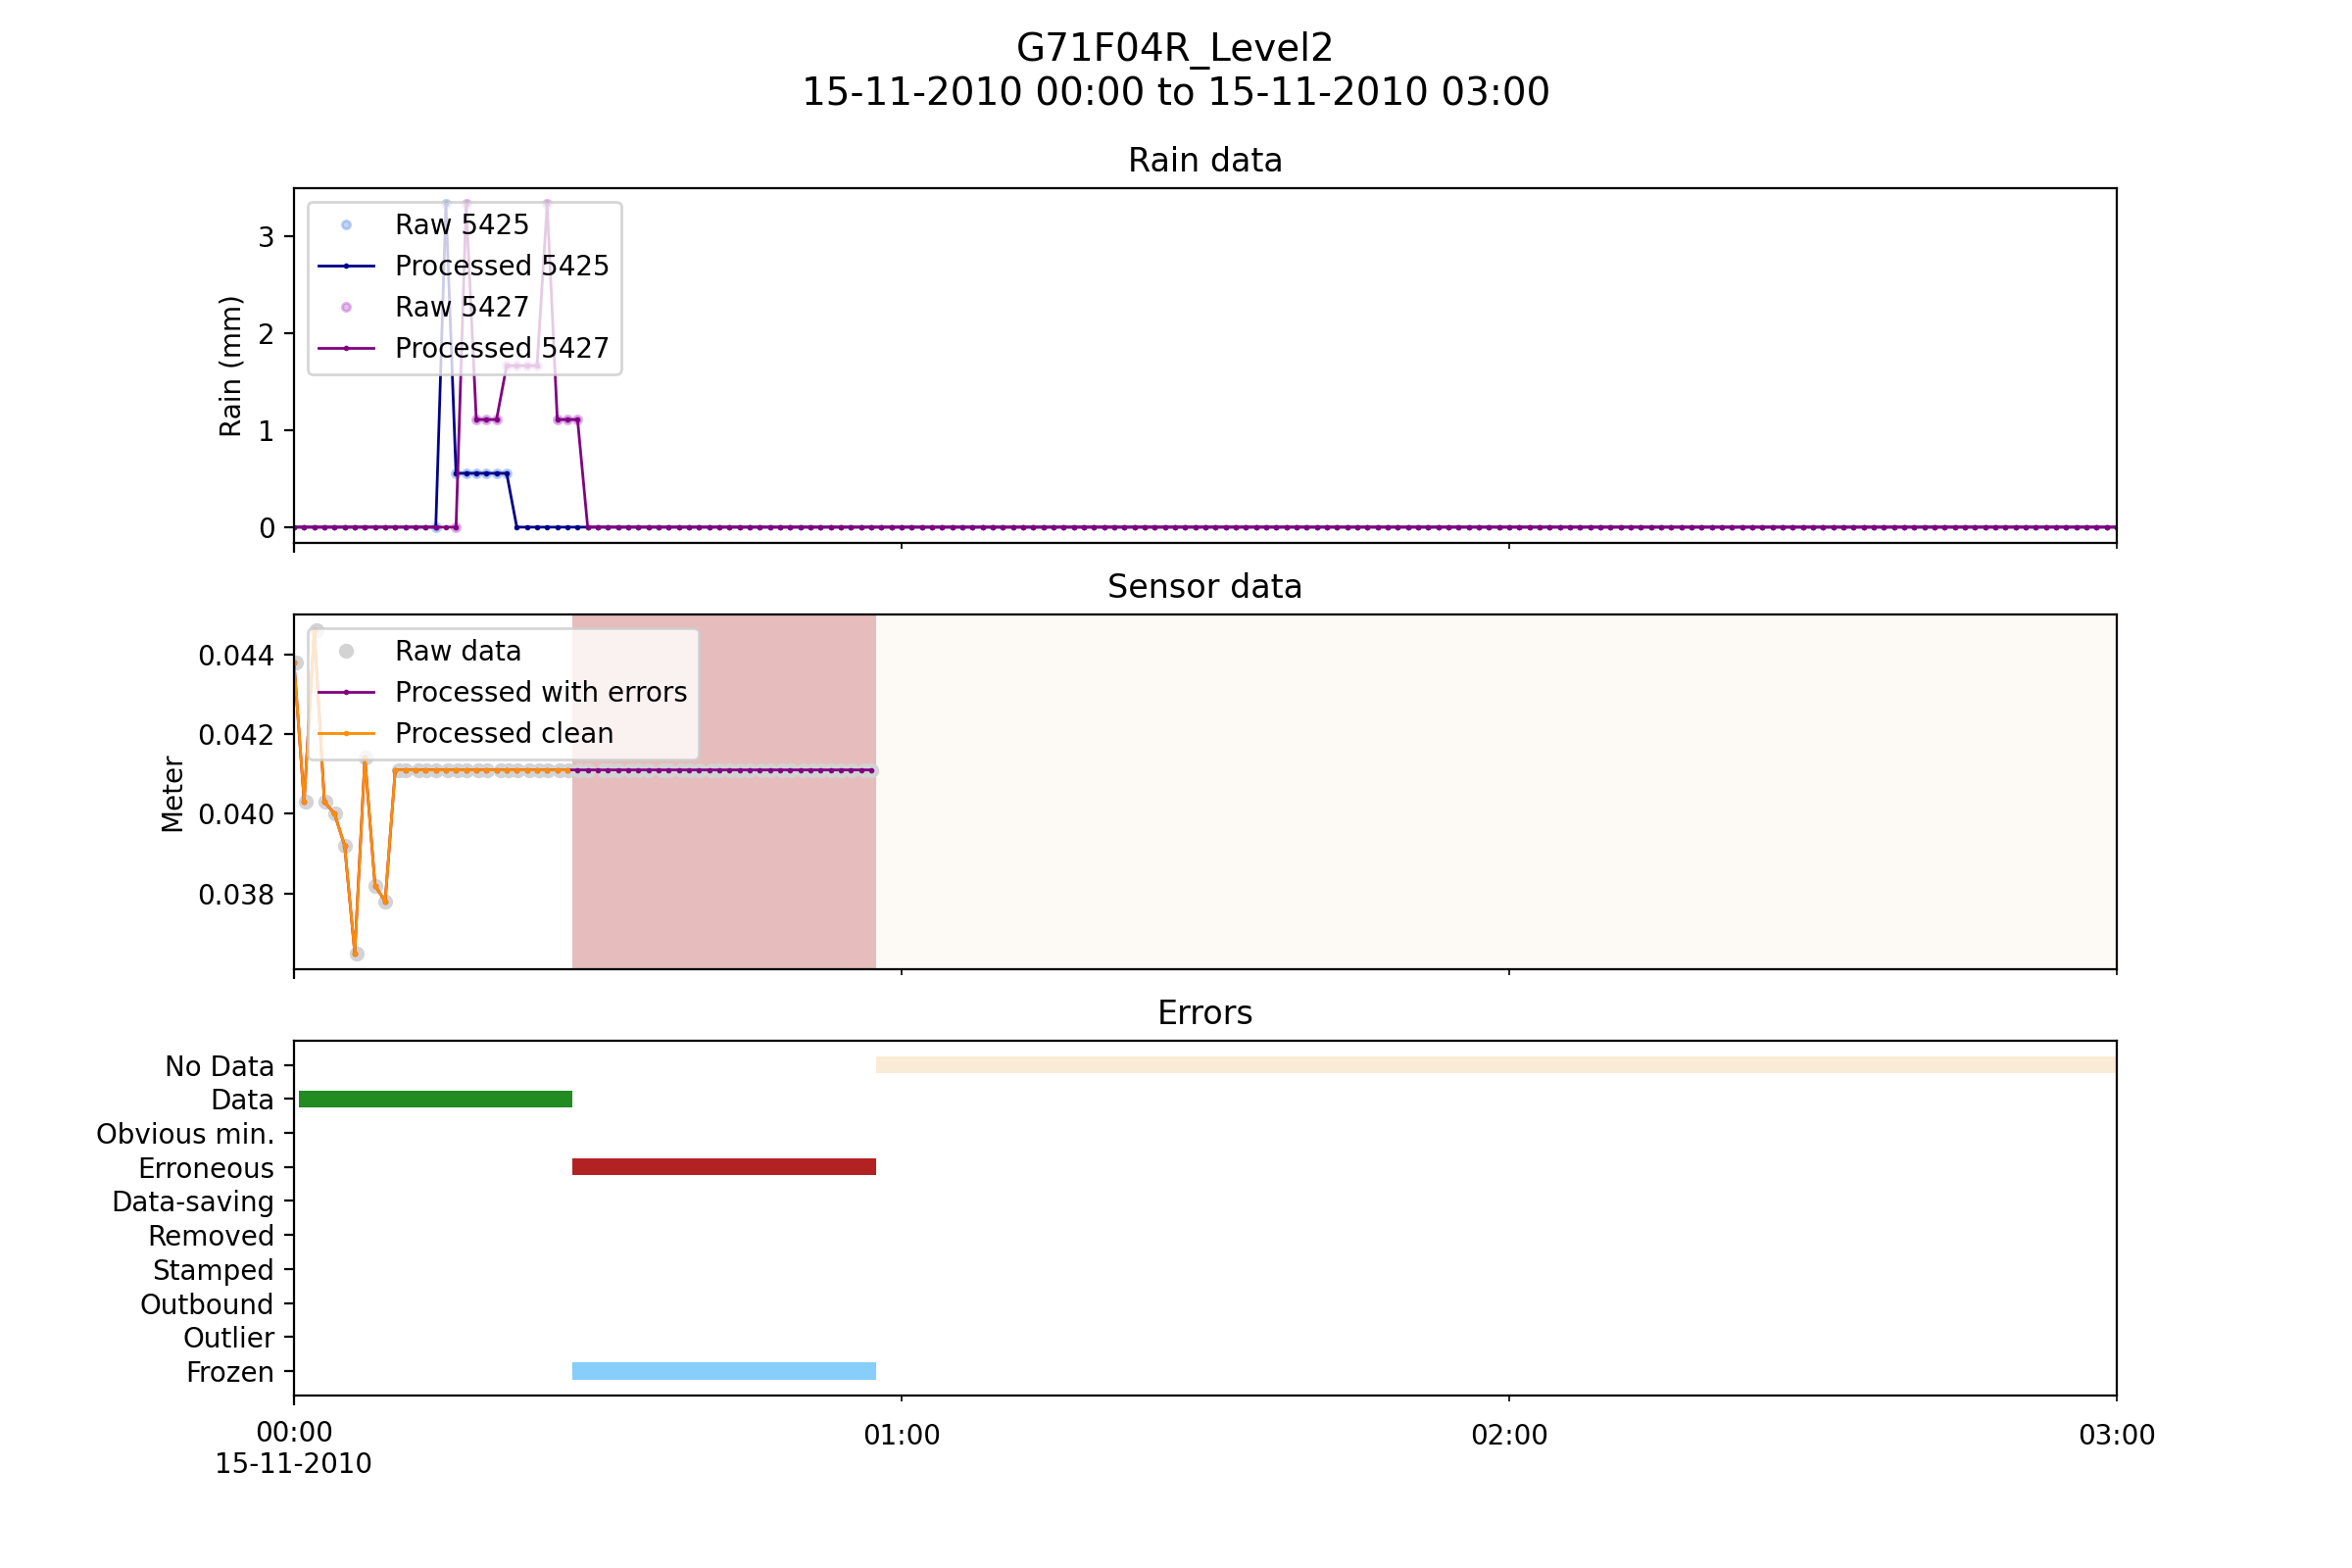 G71F04R_Level2
15-11-2010 00:00 to 15-11-2010 03:00
Rain data
Rain (mm)
3
2
1
0
Raw 5425
Processed 5425
Raw 5427
Processed 5427
Sensor data
Meter
0.044
0.042
0.040
0.038
Raw data
Processed with errors
Processed clean
Errors
No Data
Data
Obvious min.
Erroneous
Data-saving
Removed
Stamped
Outbound
Outlier
Frozen
00:00
15-11-2010
01:00
02:00
03:00